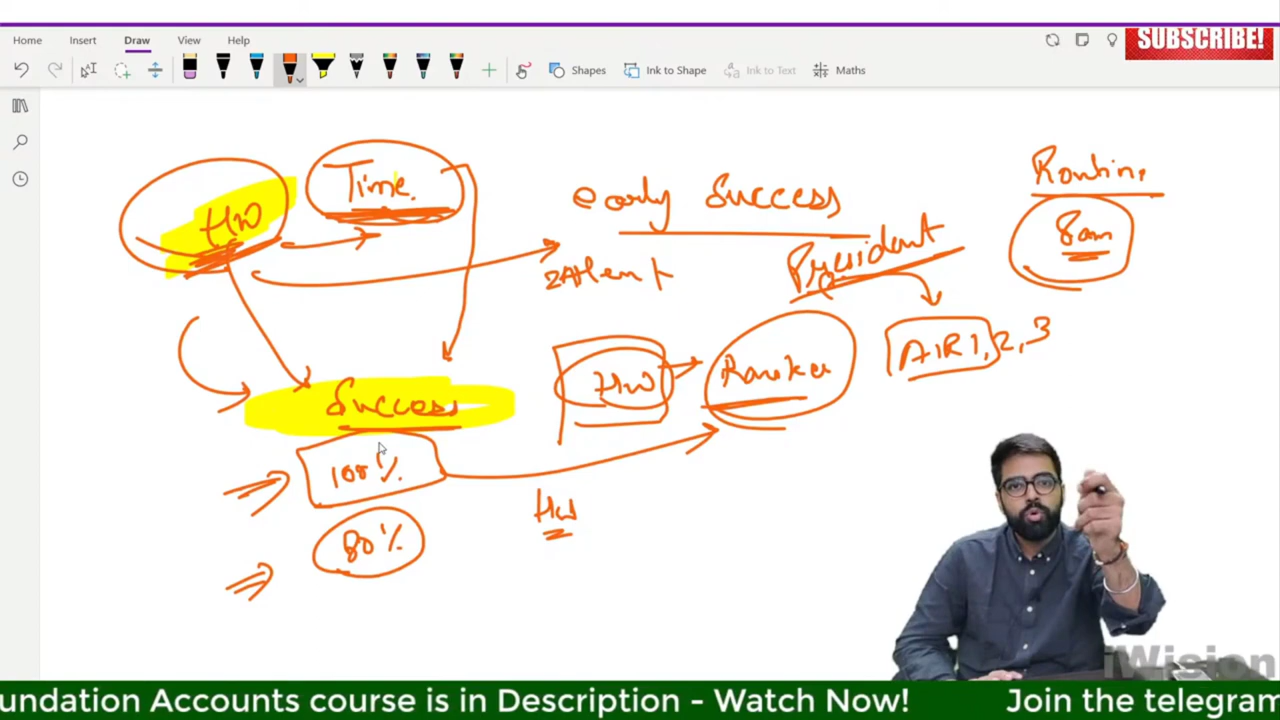 SUBSCRIBE!
Home Insert Draw View Help
Shapes Ink to Shape Ink to Text Maths
Routine
8am
Time
HW
early Success
President
AIR 1, 2, 3
HW
Ranker
Success
100%
HW
80%
iWision
undation Accounts course is in Description - Watch Now! Join the telegram